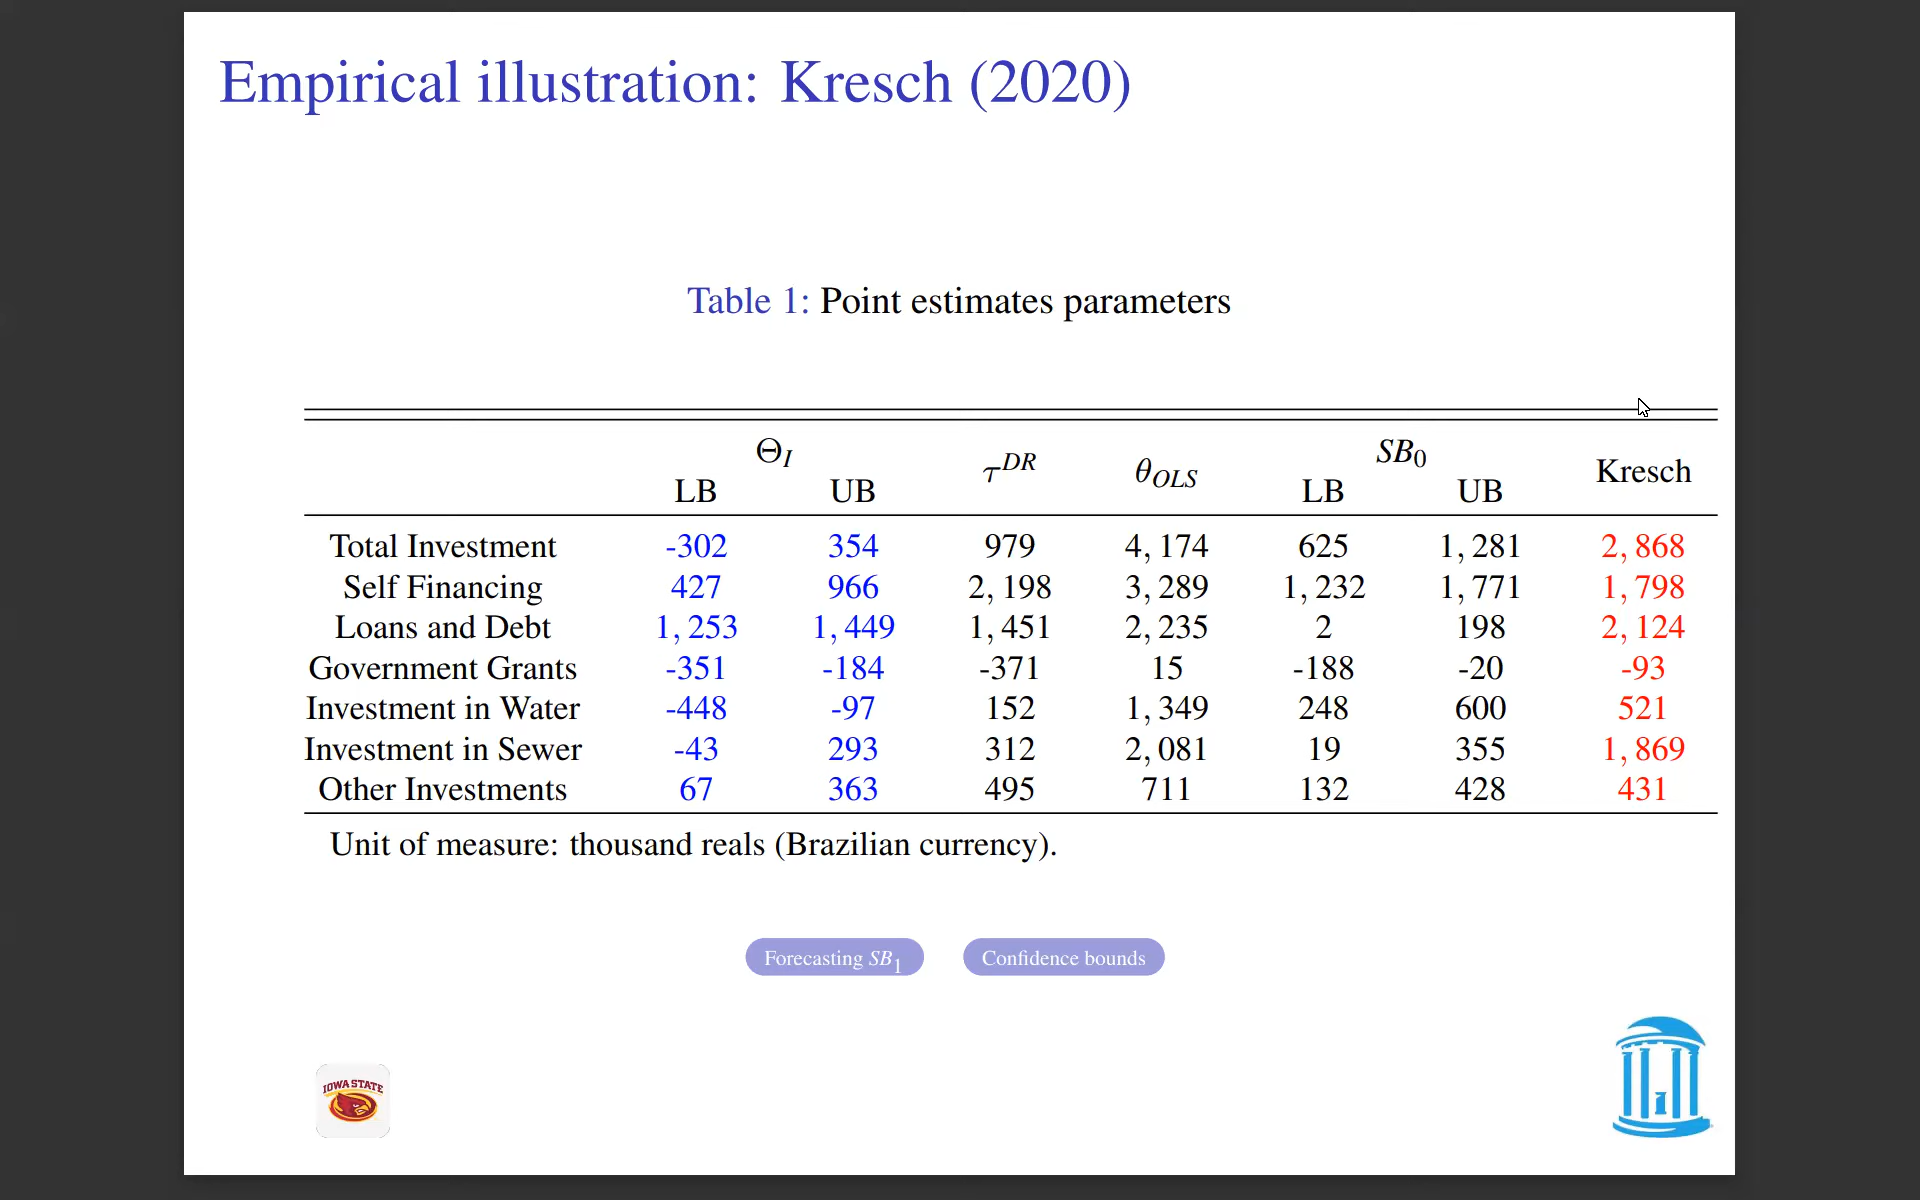 Empirical illustration: Kresch (2020)
Table 1: Point estimates parameters
Θ_I τ^DR θ_OLS SB_0 Kresch
LB UB LB UB
Total Investment -302 354 979 4, 174 625 1, 281 2, 868
Self Financing 427 966 2, 198 3, 289 1, 232 1, 771 1, 798
Loans and Debt 1, 253 1, 449 1, 451 2, 235 2 198 2, 124
Government Grants -351 -184 -371 15 -188 -20 -93
Investment in Water -448 -97 152 1, 349 248 600 521
Investment in Sewer -43 293 312 2, 081 19 355 1, 869
Other Investments 67 363 495 711 132 428 431
Unit of measure: thousand reals (Brazilian currency).
Forecasting SB_1 Confidence bounds
IOWA STATE